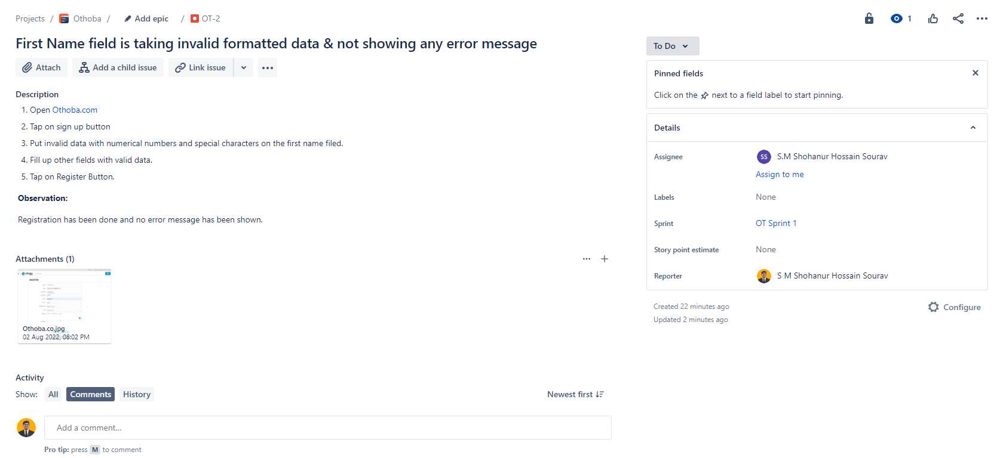 Projects / Othoba / Add epic / OT-2
First Name field is taking invalid formatted data & not showing any error message
Attach Add a child issue Link issue
Description
1. Open Othoba.com
2. Tap on sign up button
3. Put invalid data with numerical numbers and special characters on the first name filed.
4. Fill up other fields with valid data.
5. Tap on Register Button.
Observation:
Registration has been done and no error message has been shown.
Attachments (1)
othoba
REGISTER
Othoba.co.jpg
02 Aug 2022, 08:02 PM
Activity
Show: All Comments History Newest first
Add a comment...
Pro tip: press M to comment
1
To Do
Pinned fields
Click on the next to a field label to start pinning.
Details
Assignee SS S.M Shohanur Hossain Sourav
Assign to me
Labels None
Sprint OT Sprint 1
Story point estimate None
Reporter S M Shohanur Hossain Sourav
Created 22 minutes ago Configure
Updated 2 minutes ago